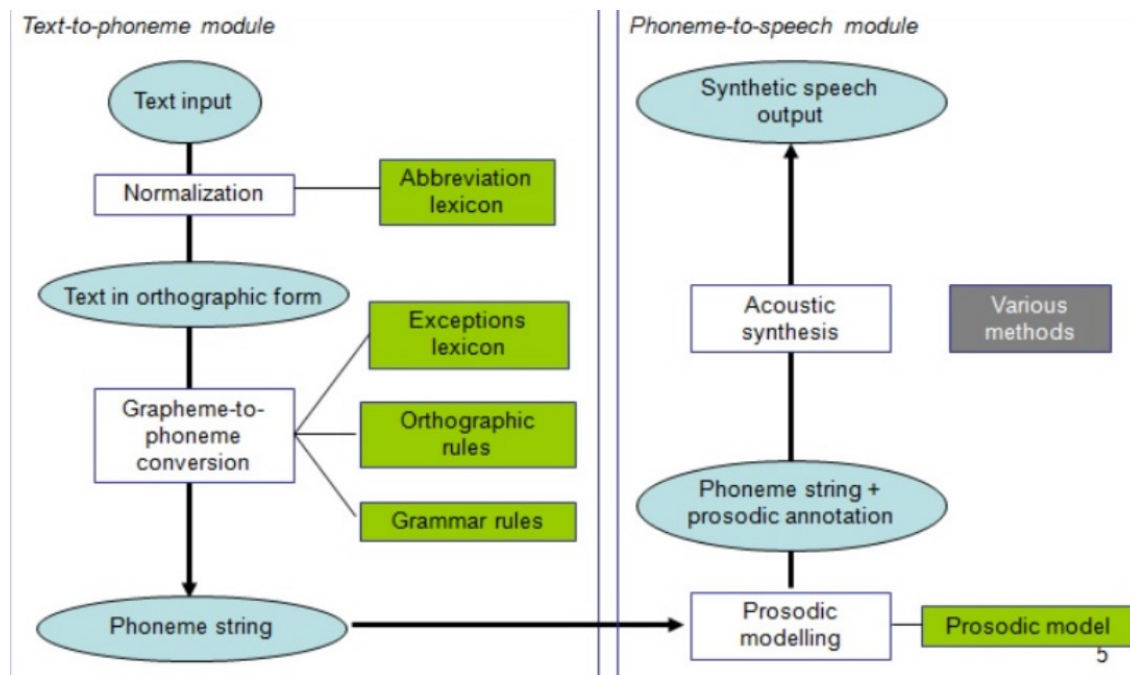 Text-to-phoneme module
Text input
Normalization
Abbreviation
lexicon
Text in orthographic form
Exceptions
lexicon
Grapheme-to-
phoneme
conversion
Orthographic
rules
Grammar rules
Phoneme string
Phoneme-to-speech module
Synthetic speech
output
Acoustic
synthesis
Various
methods
Phoneme string +
prosodic annotation
Prosodic
modelling
Prosodic model
5